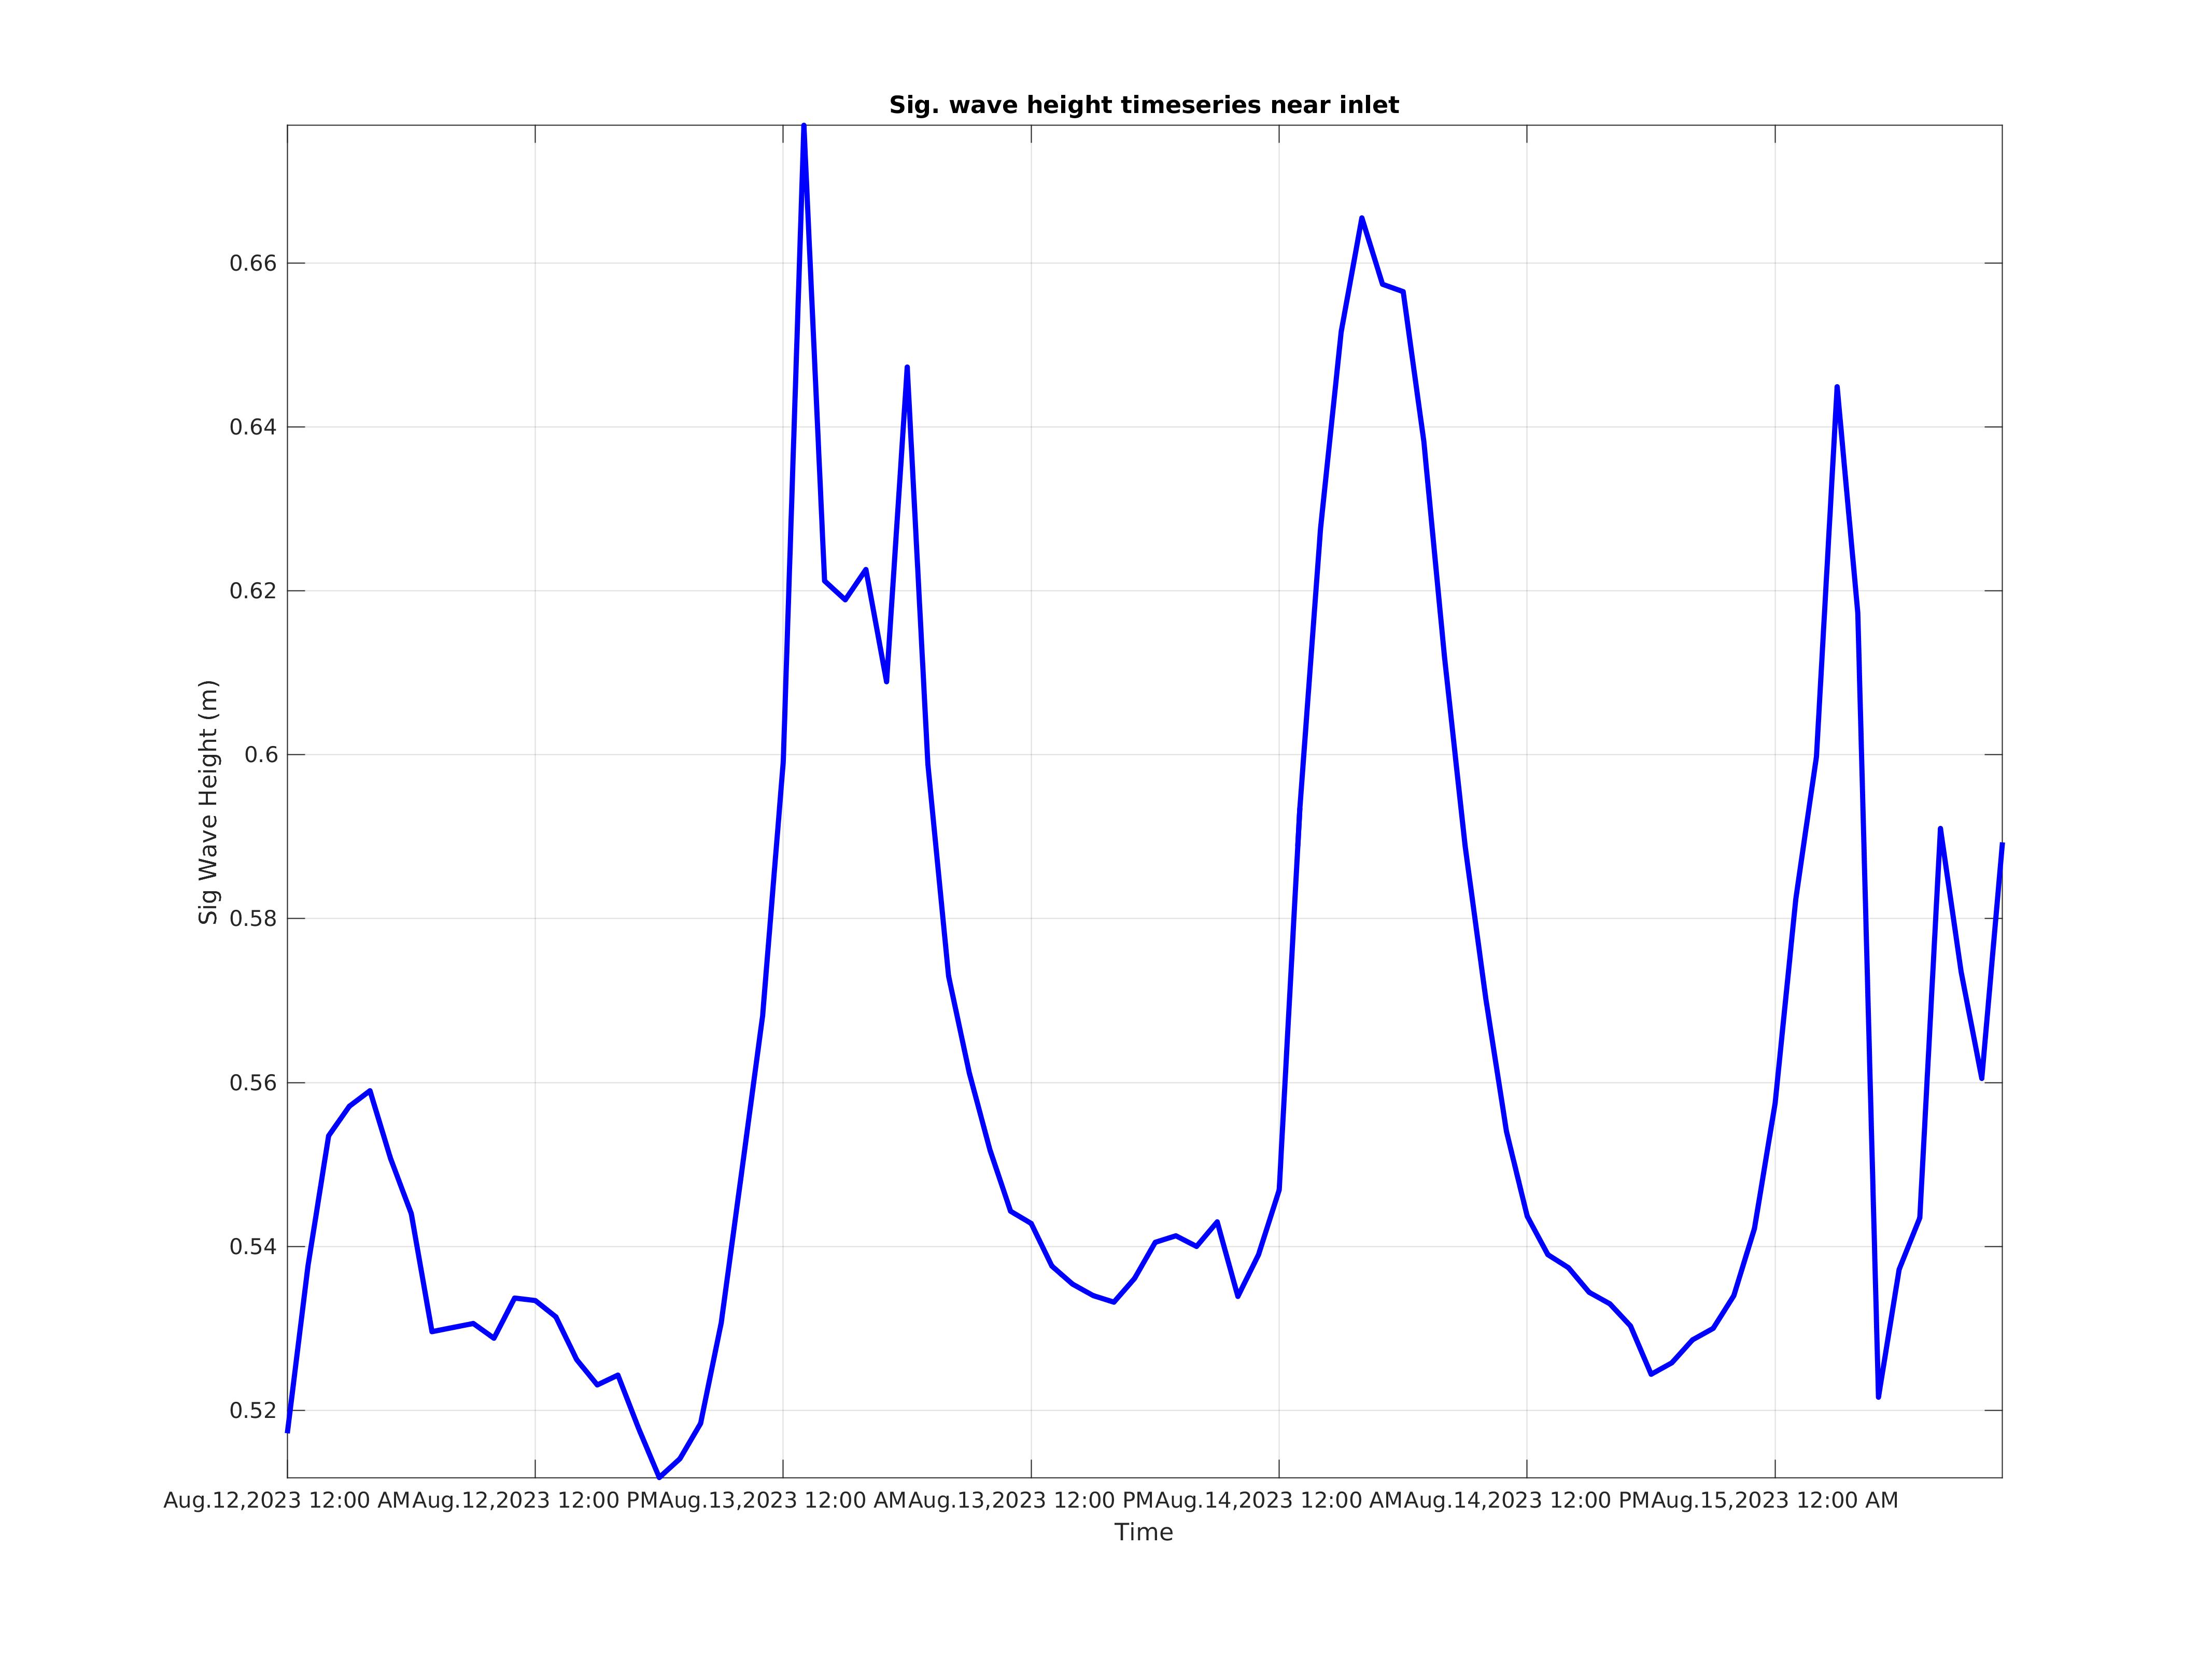 Sig. wave height timeseries near inlet
0.66
0.64
0.62
0.6
0.58
0.56
0.54
0.52
Sig Wave Height (m)
Aug.12,2023 12:00 AM Aug.12,2023 12:00 PM Aug.13,2023 12:00 AM Aug.13,2023 12:00 PM Aug.14,2023 12:00 AM Aug.14,2023 12:00 PM Aug.15,2023 12:00 AM
Time